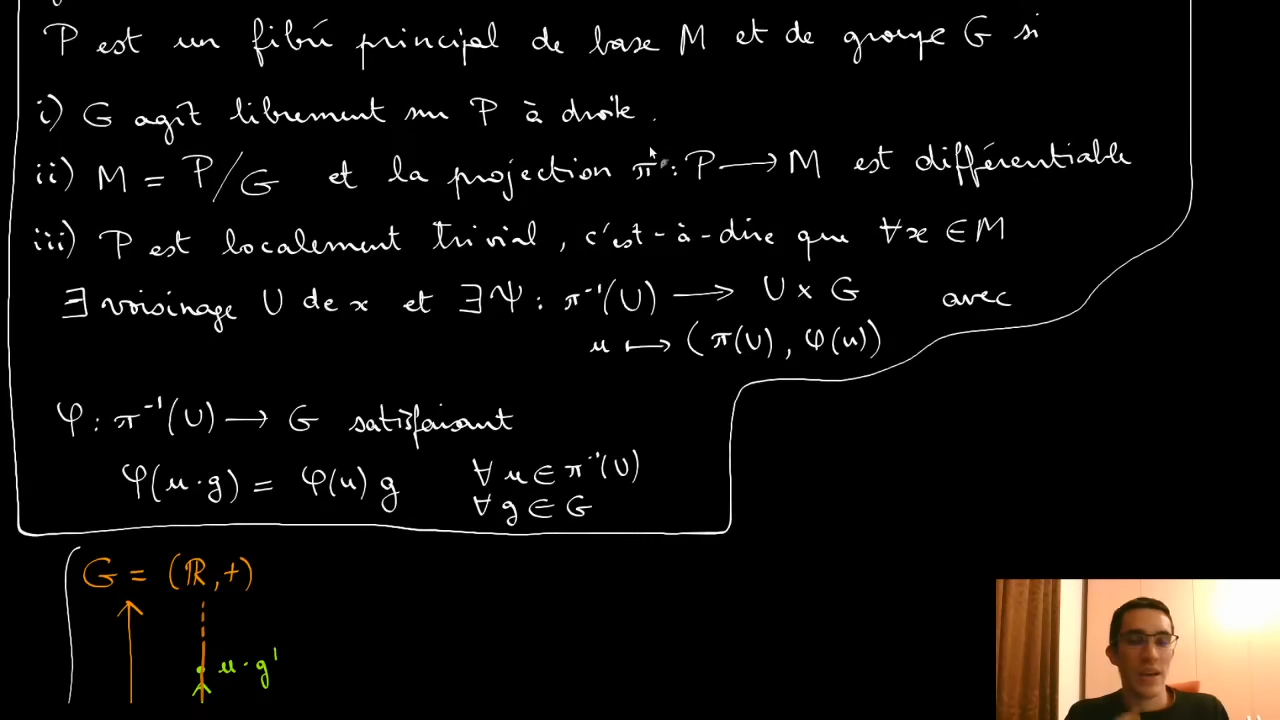 P est un fibré principal de base M et de groupe G si
i) G agit librement sur P à droite.
ii) M = P/G et la projection π : P ⟶ M est différentiable
iii) P est localement trivial, c'est-à-dire que ∀x ∈ M
∃ voisinage U de x et ∃Ψ : π⁻¹(U) ⟶ U × G avec
u ⟼ (π(U), φ(u))
φ : π⁻¹(U) ⟶ G satisfaisant
φ(u·g) = φ(u) g ∀ u ∈ π⁻¹(U)
∀ g ∈ G
G = (ℝ,+)
u·g'